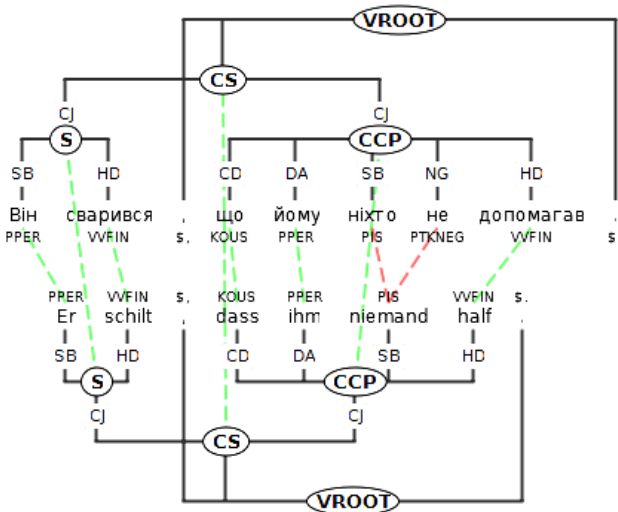 VROOT
CS
CJ CJ
S CCP
SB HD CD DA SB NG HD
Він сварився , що йому ніхто не допомагав .
PPER VVFIN $, KOUS PPER PIS PTKNEG VVFIN $
PPER VVFIN $, KOUS PPER PIS VVFIN $.
Er schilt , dass ihm niemand half .
SB HD CD DA SB HD
S CCP
CJ CJ
CS
VROOT